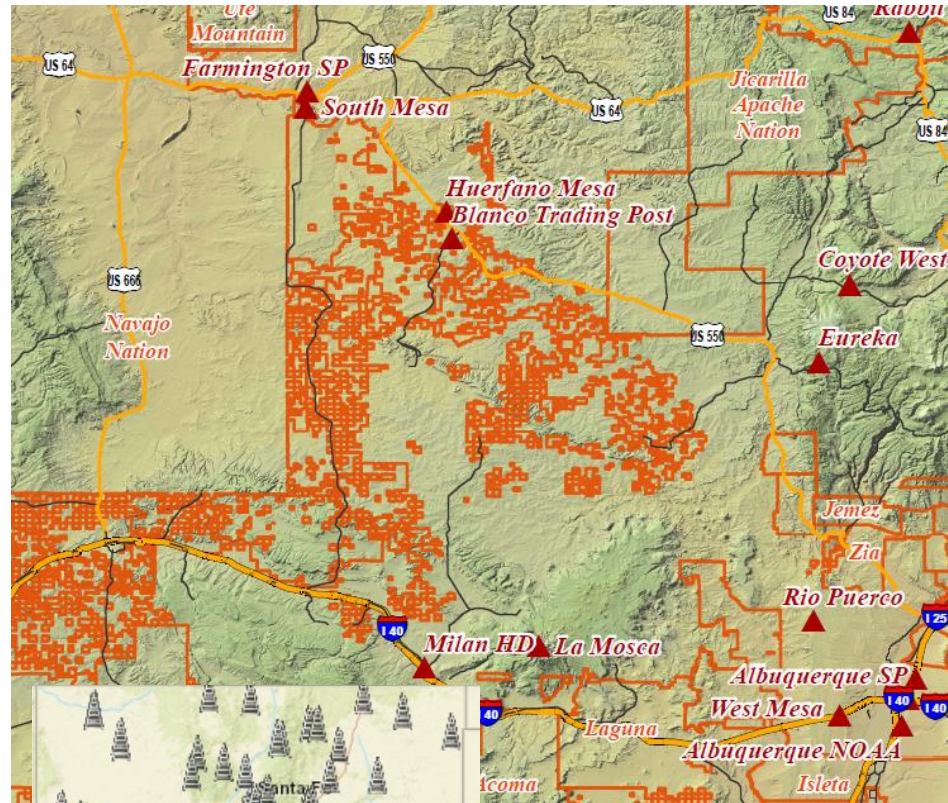 Ute
Mountain
US 84
Rabbit
US 64
US 550
Farmington SP
South Mesa
US 64
Jicarilla
Apache
Nation
US 84
Huerfano Mesa
Blanco Trading Post
Coyote West
US 666
Navajo
Nation
US 550
Eureka
Jemez
Zia
Rio Puerco
I 25
I 40
Milan HD
La Mosca
Albuquerque SP
I 40
I 40
I 40
West Mesa
Laguna
Albuquerque NOAA
Acoma
Isleta
Santa Fe